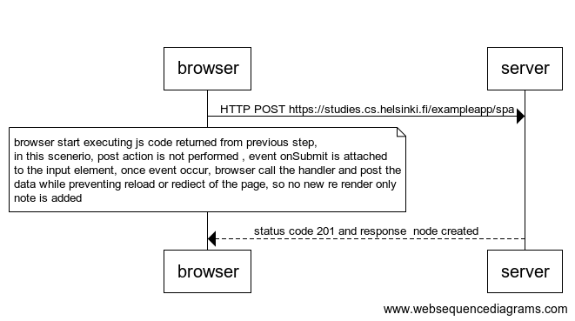 browser
server
HTTP POST https://studies.cs.helsinki.fi/exampleapp/spa
browser start executing js code returned from previous step,
in this scenerio, post action is not performed , event onSubmit is attached
to the input element, once event occur, browser call the handler and post the
data while preventing reload or rediect of the page, so no new re render only
note is added
status code 201 and response  node created
browser
server
www.websequencediagrams.com